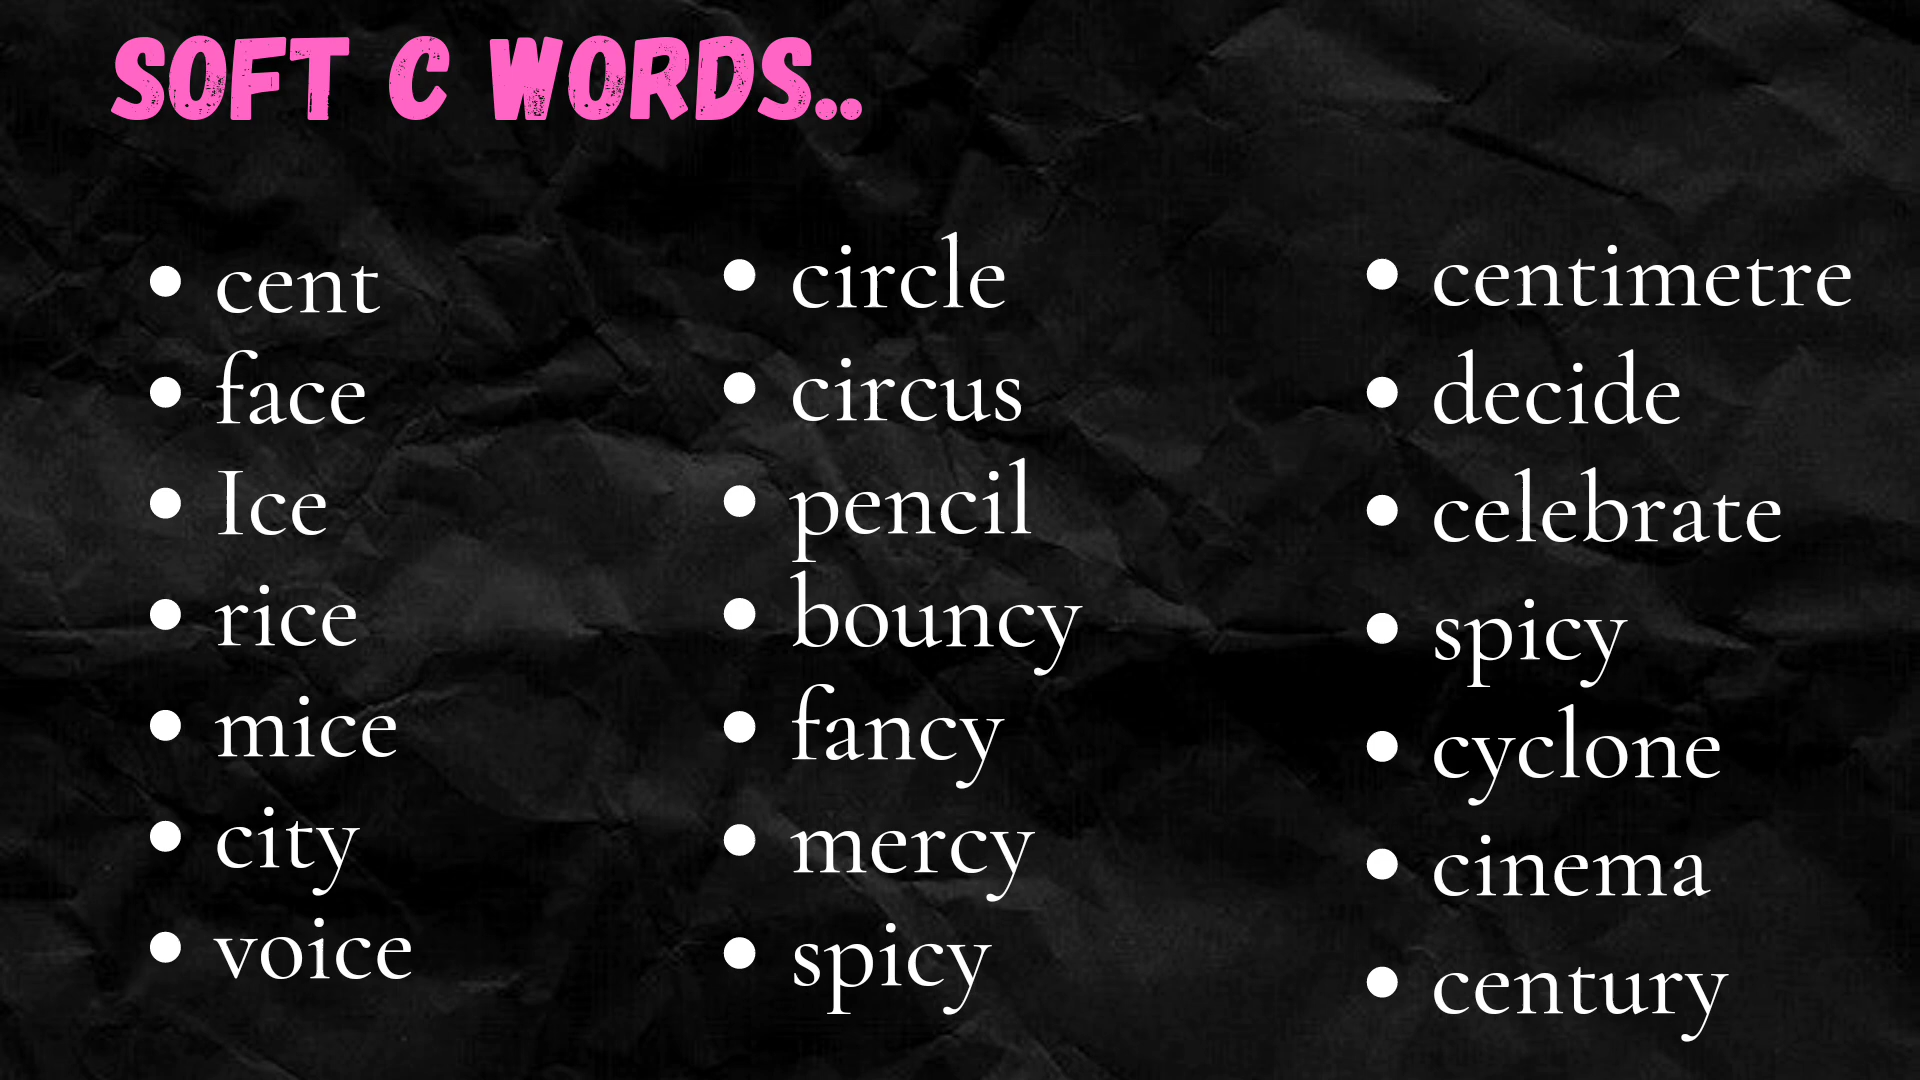 SOFT C WORDS..
• cent
• face
• Ice
• rice
• mice
• city
• voice
• circle
• circus
• pencil
• bouncy
• fancy
• mercy
• spicy
• centimetre
• decide
• celebrate
• spicy
• cyclone
• cinema
• century